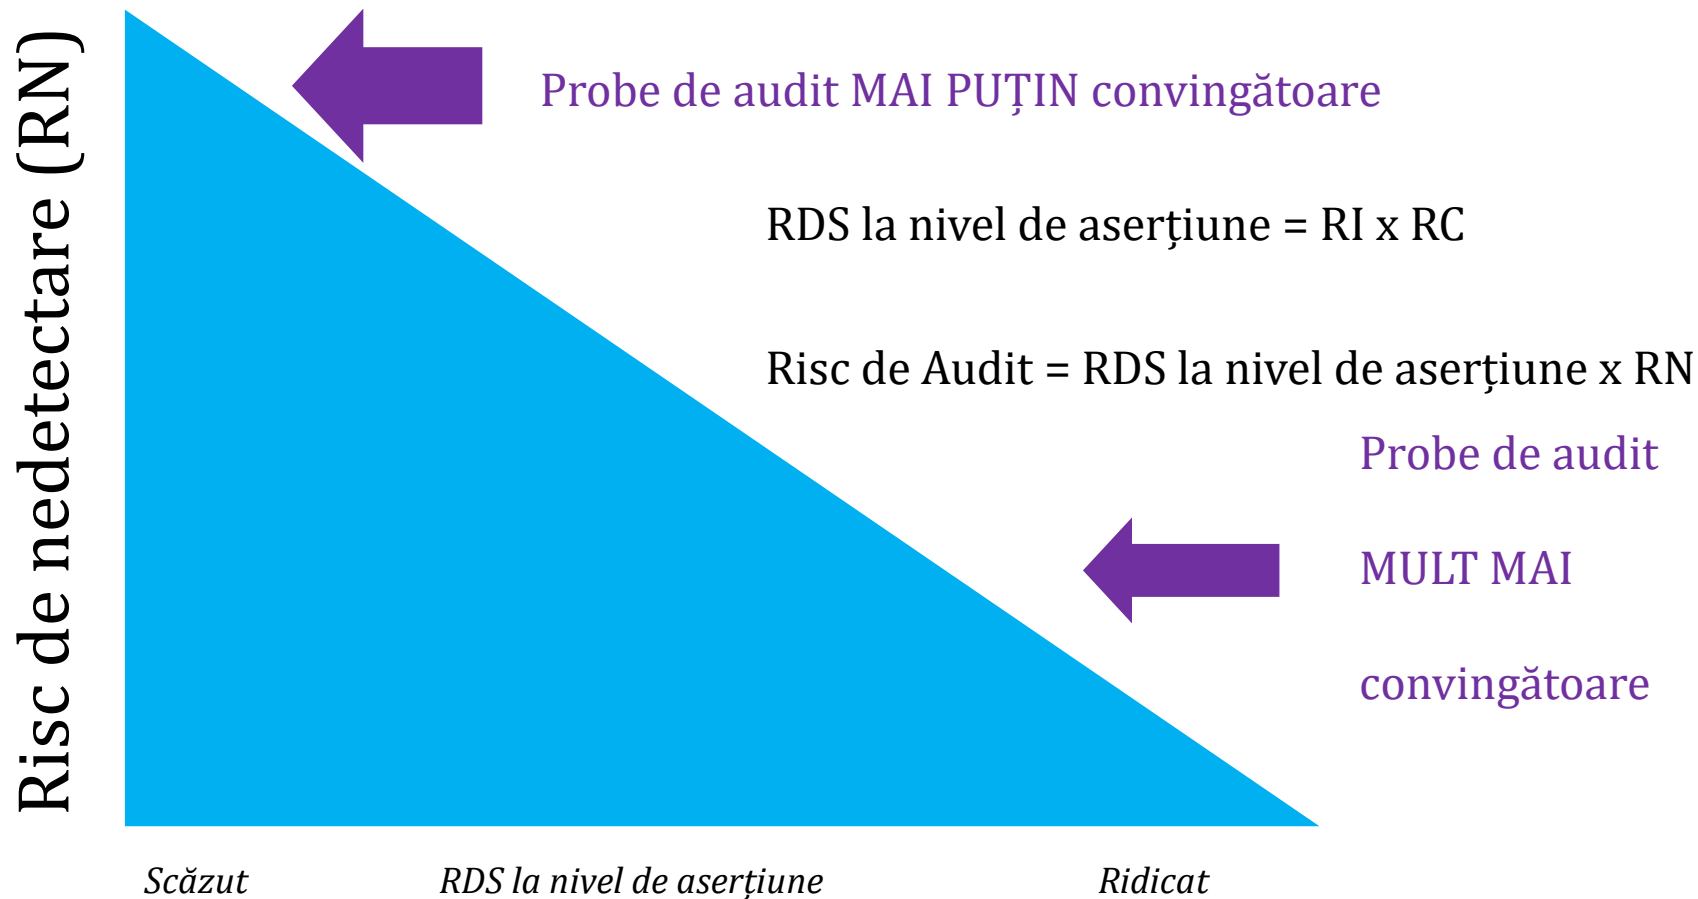 Risc de nedetectare (RN)
Probe de audit MAI PUȚIN convingătoare
RDS la nivel de aserțiune = RI x RC
Risc de Audit = RDS la nivel de aserțiune x RN
Probe de audit
MULT MAI
convingătoare
Scăzut RDS la nivel de aserțiune Ridicat